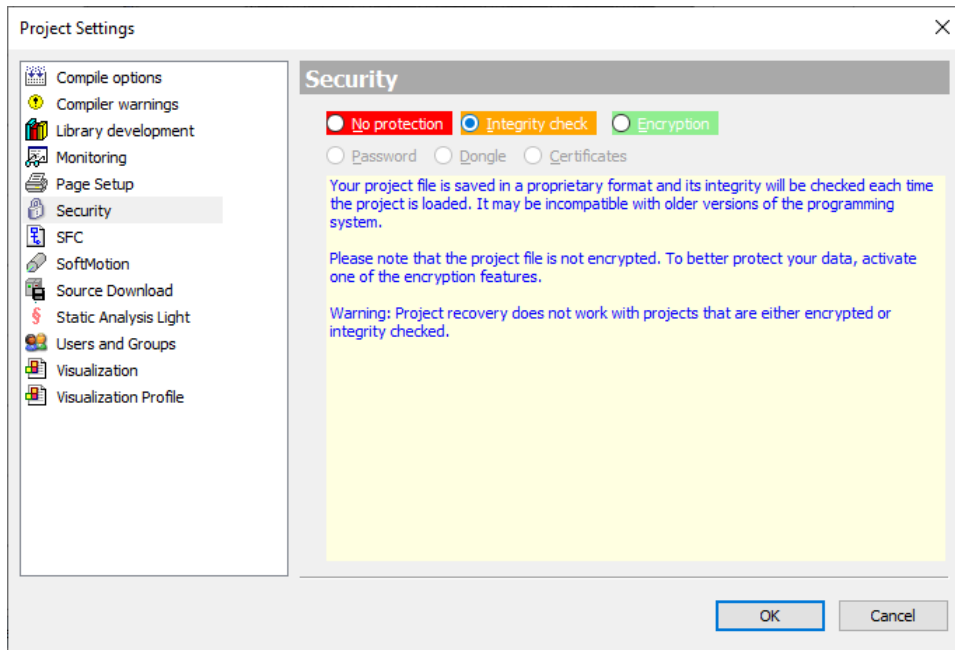 Project Settings
Compile options
Compiler warnings
Library development
Monitoring
Page Setup
Security
SFC
SoftMotion
Source Download
Static Analysis Light
Users and Groups
Visualization
Visualization Profile
Security
No protection Integrity check Encryption
Password Dongle Certificates
Your project file is saved in a proprietary format and its integrity will be checked each time
the project is loaded. It may be incompatible with older versions of the programming
system.
Please note that the project file is not encrypted. To better protect your data, activate
one of the encryption features.
Warning: Project recovery does not work with projects that are either encrypted or
integrity checked.
OK Cancel